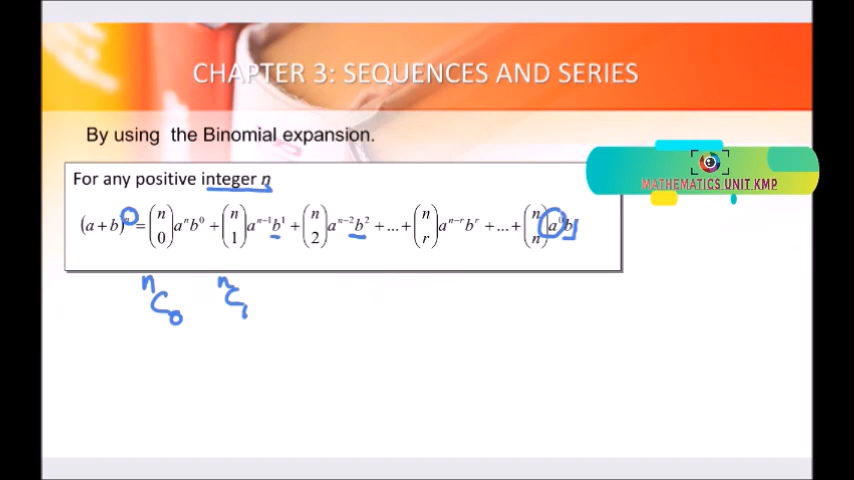 CHAPTER 3: SEQUENCES AND SERIES
By using the Binomial expansion.
MATHEMATICS UNIT KMP
For any positive integer n
(a + b)^n = (n 0) a^n b^0 + (n 1) a^{n-1} b^1 + (n 2) a^{n-2} b^2 + ... + (n r) a^{n-r} b^r + ... + (n n) a^0 b
nC0 nC1